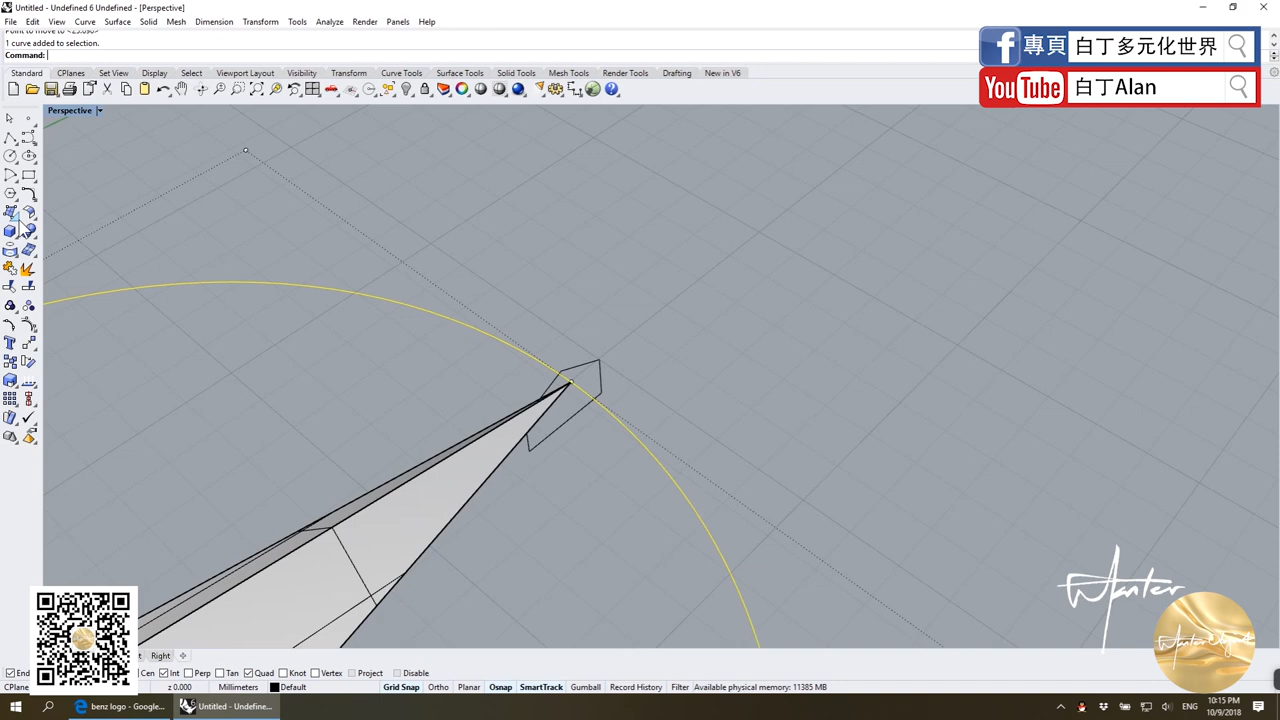 Untitled - Undefined 6 Undefined - [Perspective]
File Edit View Curve Surface Solid Mesh Dimension Transform Tools Analyze Render Panels Help
1 curve added to selection.
Command:
專頁 白丁多元化世界
Standard CPlanes Set View Display Select Viewport Layout Visibility Transform Curve Tools Surface Tools Solid Tools Mesh Tools Render Tools Drafting New in V6
YouTube 白丁Alan
Perspective
Wanter
Right
End Cen Int Perp Tan Quad Knot Vertex Project Disable
CPlane z 0.000 Millimeters Default Grid Snap Ortho Planar Osnap SmartTrack Gumball Record History Filter Available physical memory: 11385 MB
benz logo - Google... Untitled - Undefine...
10:15 PM
10/9/2018